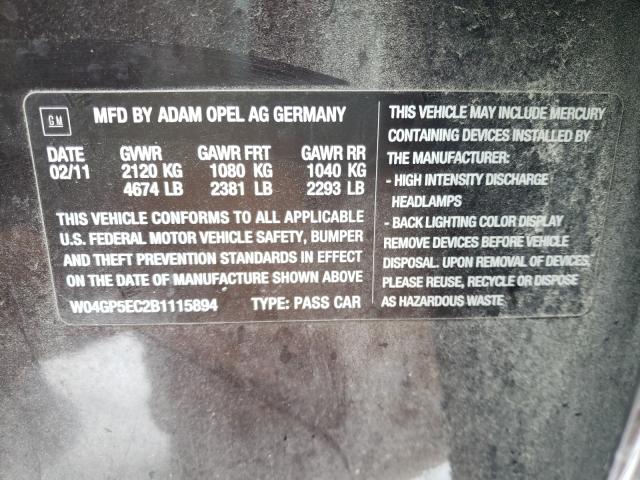 GM
MFD BY ADAM OPEL AG GERMANY
DATE GVWR GAWR FRT GAWR RR
02/11 2120 KG 1080 KG 1040 KG
4674 LB 2381 LB 2293 LB
THIS VEHICLE CONFORMS TO ALL APPLICABLE
U.S. FEDERAL MOTOR VEHICLE SAFETY, BUMPER
AND THEFT PREVENTION STANDARDS IN EFFECT
ON THE DATE OF MANUFACTURE SHOWN ABOVE
W04GP5EC2B1115894 TYPE: PASS CAR
THIS VEHICLE MAY INCLUDE MERCURY
CONTAINING DEVICES INSTALLED BY
THE MANUFACTURER:
- HIGH INTENSITY DISCHARGE
HEADLAMPS
- BACK LIGHTING COLOR DISPLAY
REMOVE DEVICES BEFORE VEHICLE
DISPOSAL. UPON REMOVAL OF DEVICES,
PLEASE REUSE, RECYCLE OR DISPOSE
AS HAZARDOUS WASTE